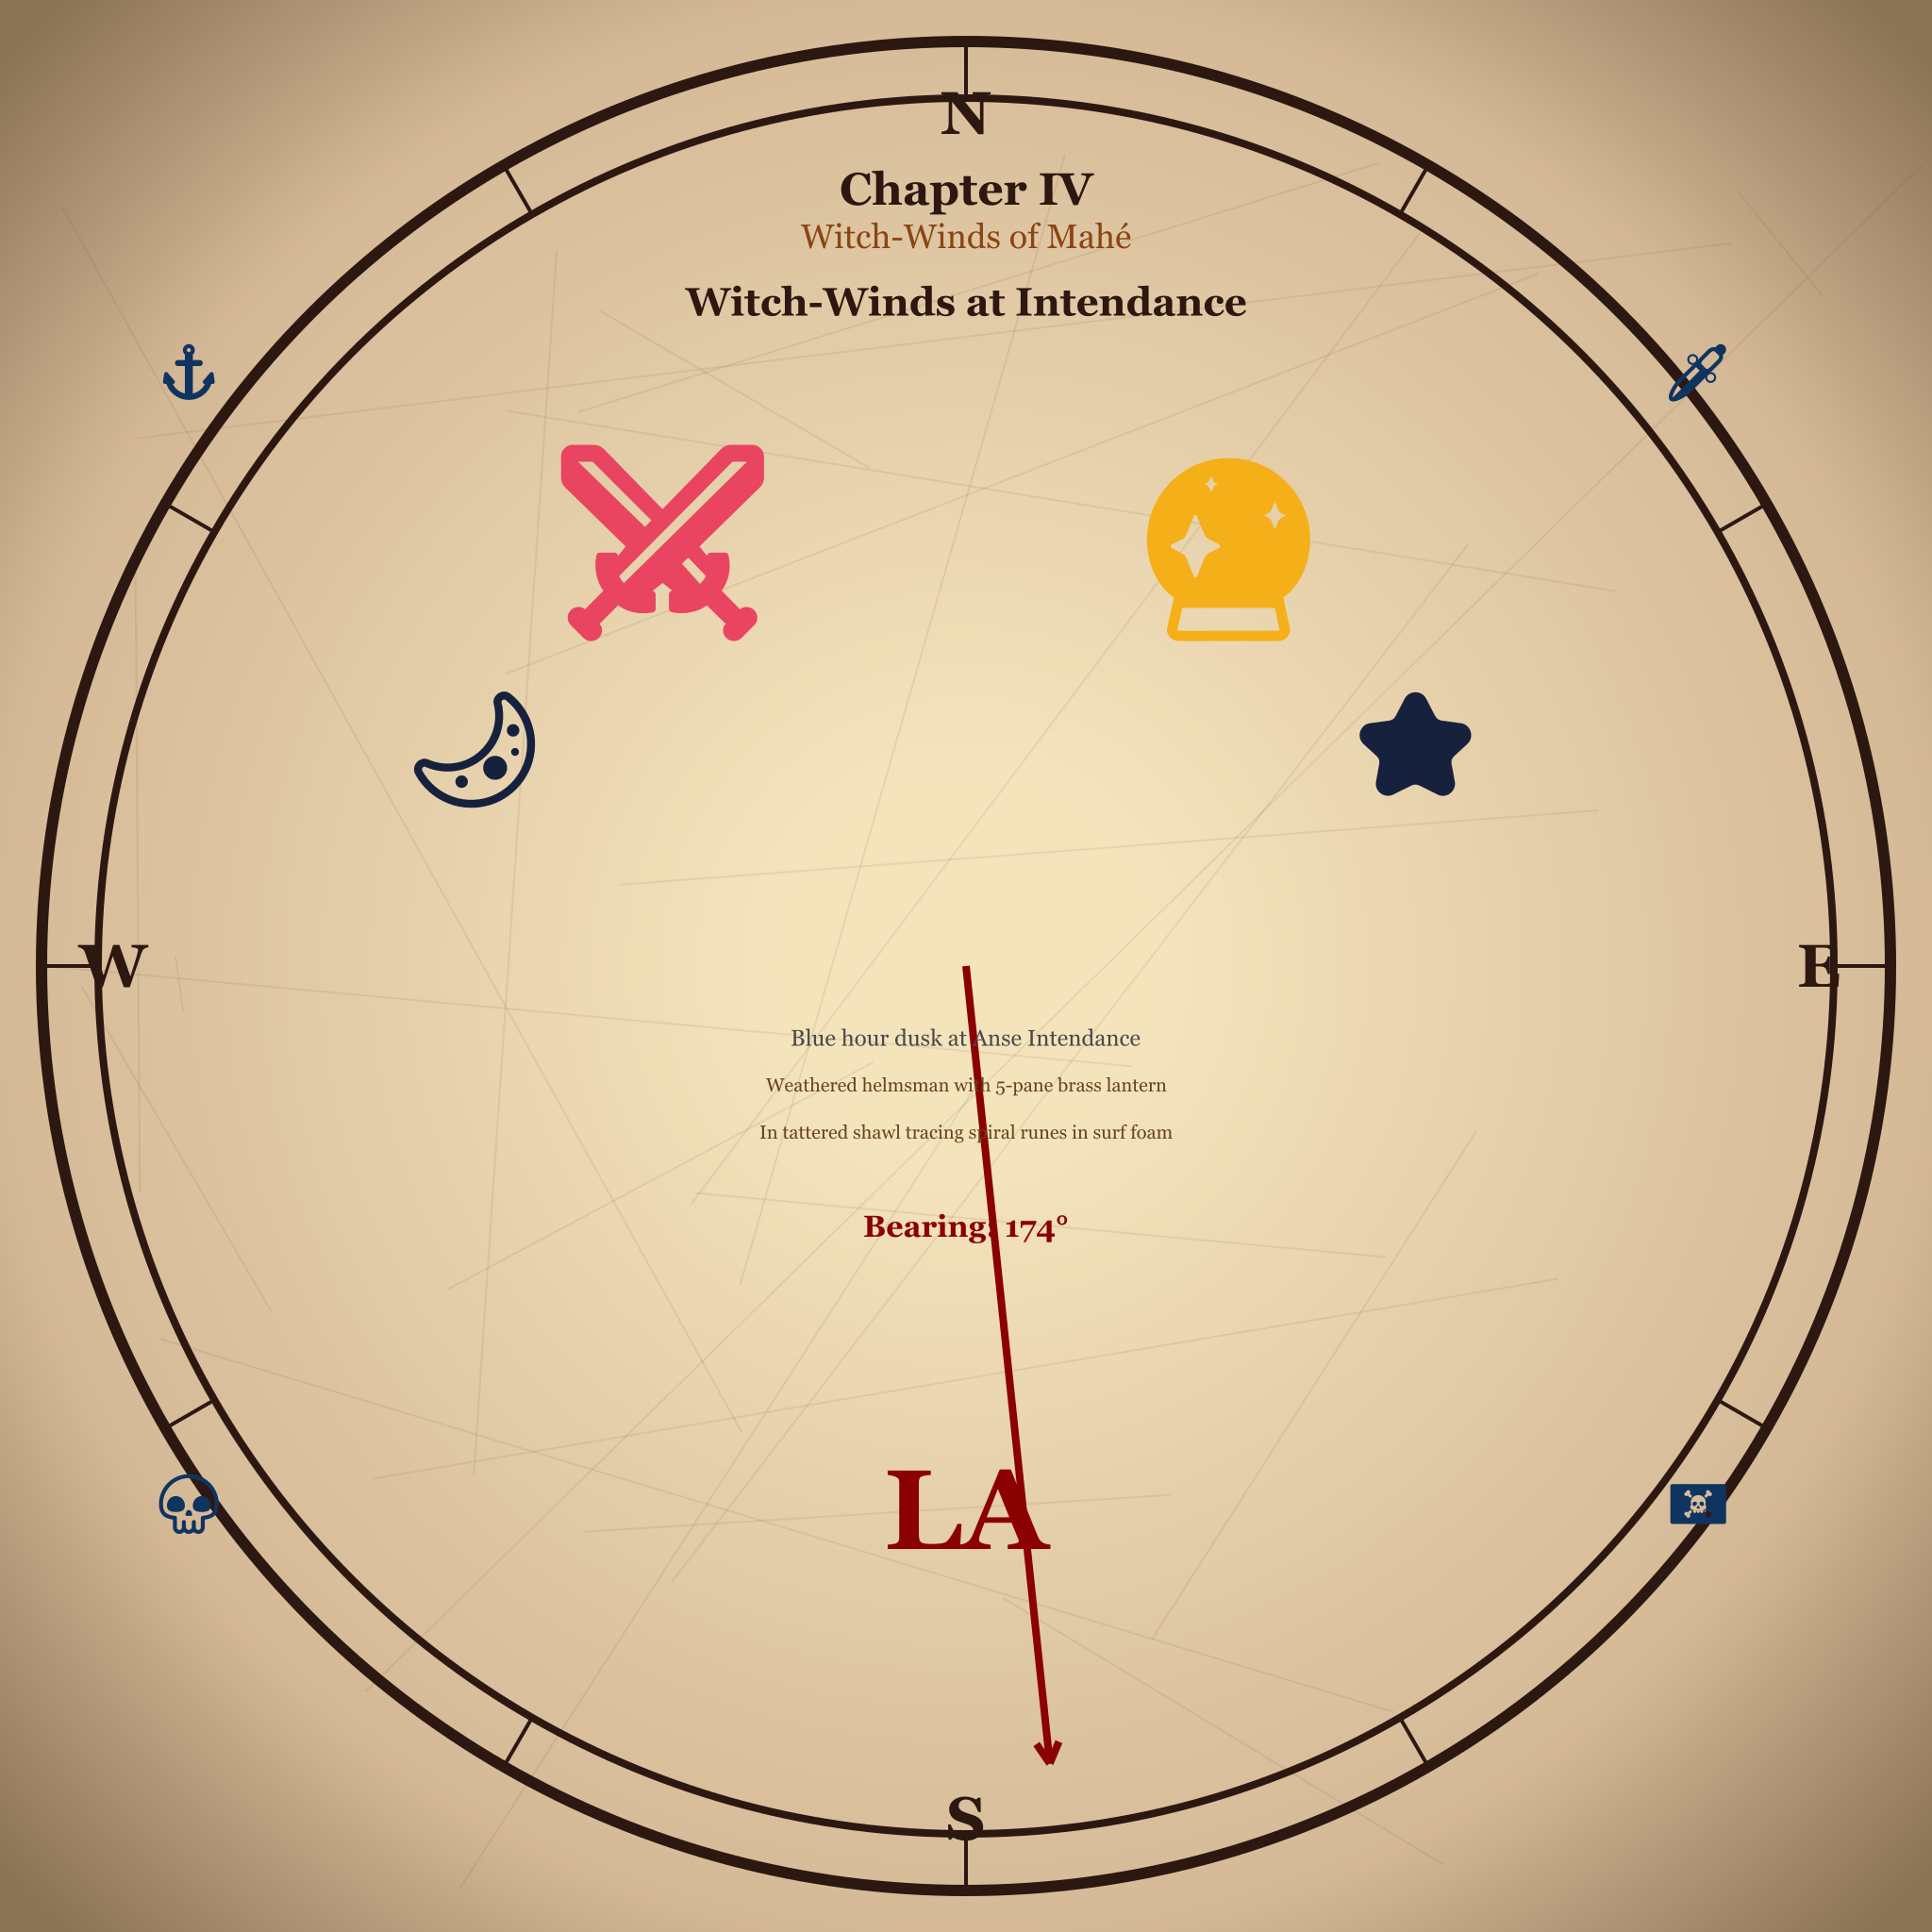 N
Chapter IV
Witch-Winds of Mahé
Witch-Winds at Intendance
W
E
Blue hour dusk at Anse Intendance
Weathered helmsman with 5-pane brass lantern
In tattered shawl tracing spiral runes in surf foam
Bearing: 174°
LA
S